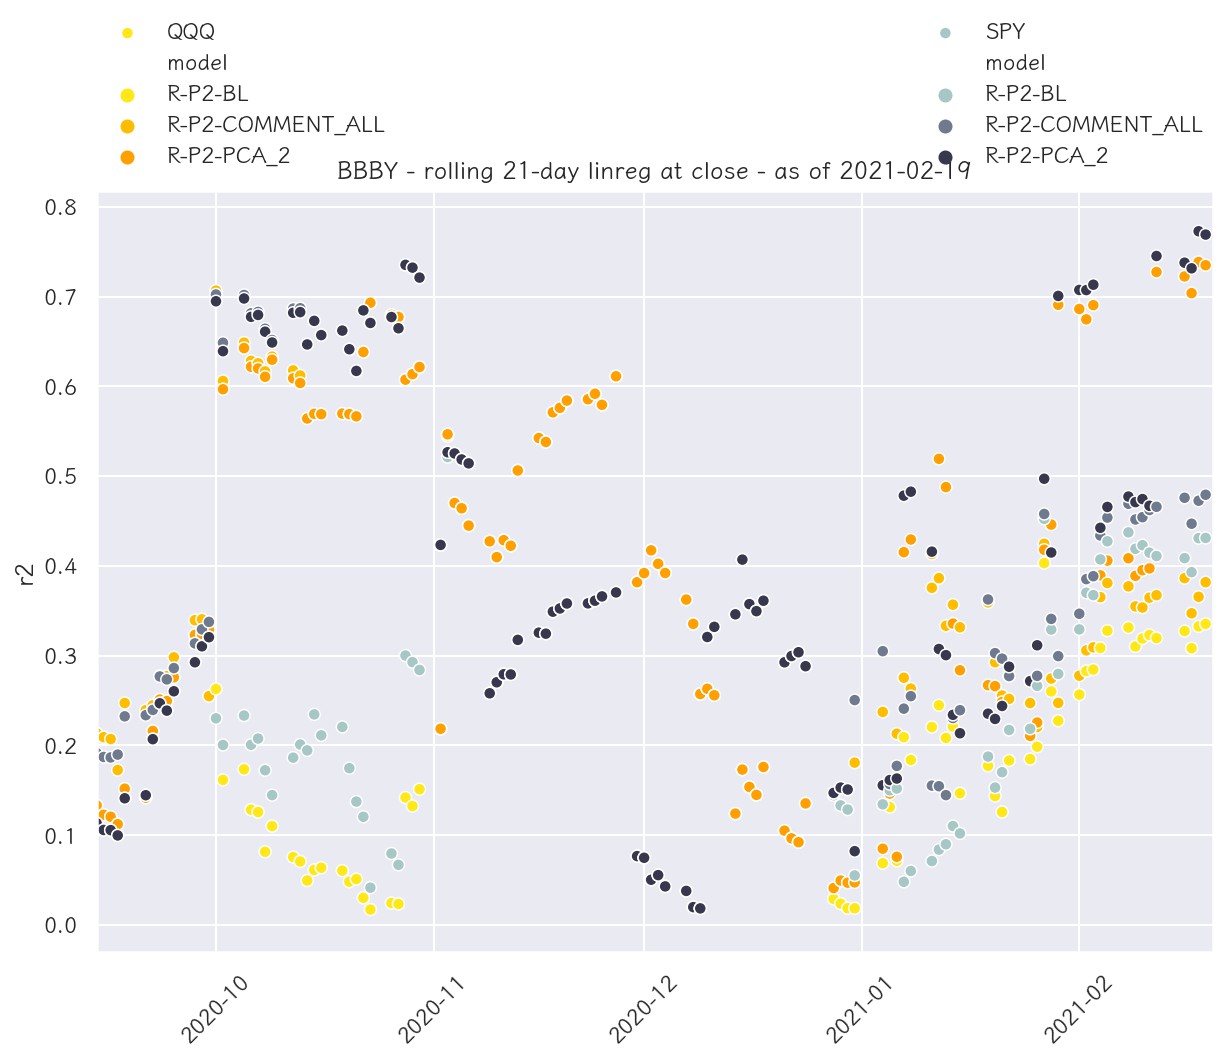 QQQ
model
R-P2-BL
R-P2-COMMENT_ALL
R-P2-PCA_2
SPY
model
R-P2-BL
R-P2-COMMENT_ALL
R-P2-PCA_2
BBBY - rolling 21-day linreg at close - as of 2021-02-19
0.8
0.7
0.6
0.5
0.4
0.3
0.2
0.1
0.0
r2
2020-10
2020-11
2020-12
2021-01
2021-02